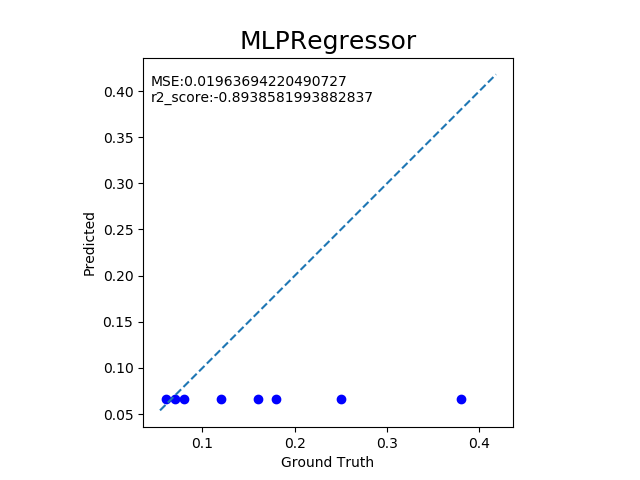 MLPRegressor
MSE:0.01963694220490727
r2_score:-0.8938581993882837
0.40
0.35
0.30
0.25
0.20
0.15
0.10
0.05
Predicted
0.1 0.2 0.3 0.4
Ground Truth